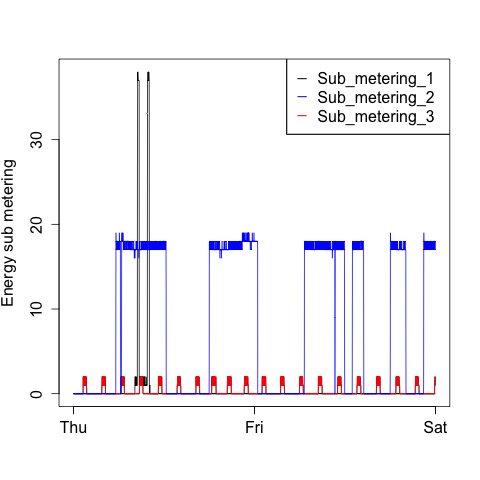 Sub_metering_1
Sub_metering_2
Sub_metering_3
Energy sub metering
30
20
10
0
Thu Fri Sat